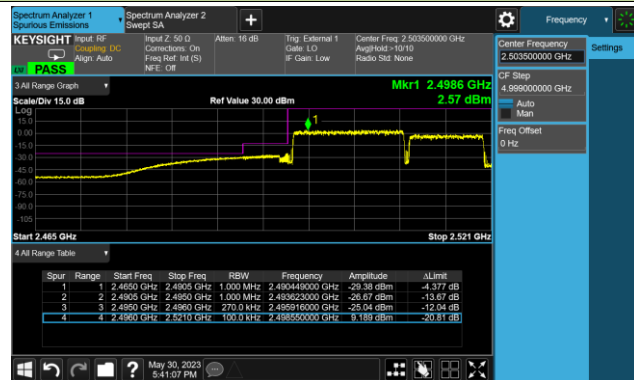 Spectrum Analyzer 1
Spurious Emissions
Spectrum Analyzer 2
Swept SA
+
Frequency
KEYSIGHT
Input: RF
Coupling: DC
Align: Auto
Input Z: 50 Ω
Corrections: On
Freq Ref: Int (S)
NFE: Off
Atten: 16 dB
Trig: External 1
Gate: LO
IF Gain: Low
Center Freq: 2.503500000 GHz
Avg|Hold:>10/10
Radio Std: None
PASS
Center Frequency
2.503500000 GHz
Settings
CF Step
4.999000000 GHz
Auto
Man
Freq Offset
0 Hz
3 All Range Graph
Mkr1 2.4986 GHz
2.57 dBm
Scale/Div 15.0 dB
Ref Value 30.00 dBm
Log
15.0
0.00
-15.0
-30.0
-45.0
-60.0
-75.0
-90.0
-105
1
Start 2.465 GHz
Stop 2.521 GHz
4 All Range Table
Spur Range Start Freq Stop Freq RBW Frequency Amplitude ΔLimit
1 1 2.4650 GHz 2.4905 GHz 1.000 MHz 2.490449000 GHz -29.38 dBm -4.377 dB
2 2 2.4905 GHz 2.4950 GHz 1.000 MHz 2.493623000 GHz -26.67 dBm -13.67 dB
3 3 2.4950 GHz 2.4960 GHz 270.0 kHz 2.495916000 GHz -25.04 dBm -12.04 dB
4 4 2.4960 GHz 2.5210 GHz 100.0 kHz 2.498550000 GHz 9.189 dBm -20.81 dB
?
May 30, 2023
5:41:07 PM